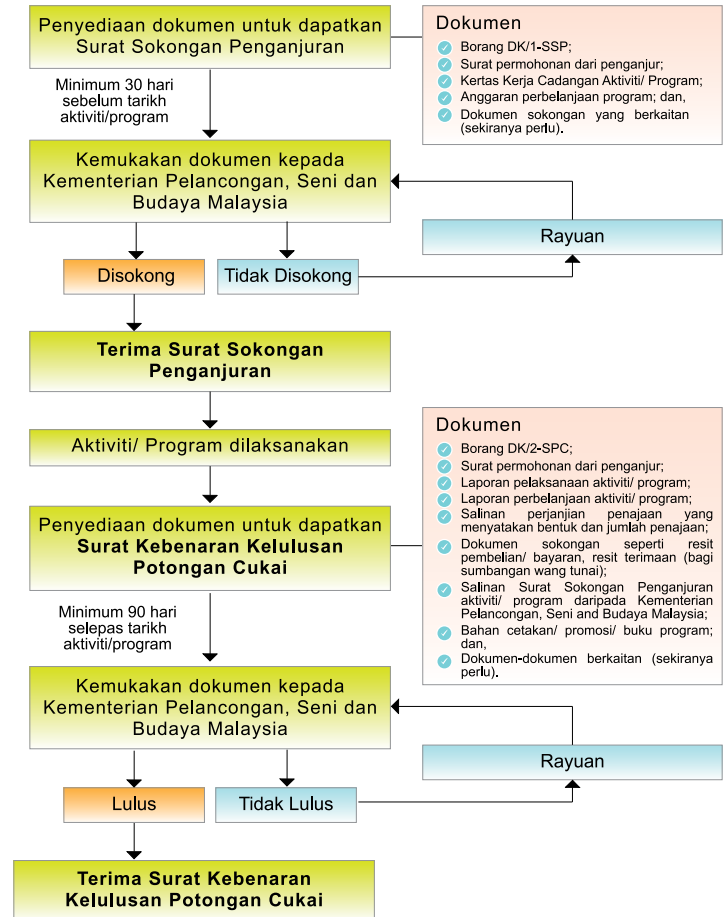 Penyediaan dokumen untuk dapatkan
Surat Sokongan Penganjuran
Dokumen
Borang DK/1-SSP;
Surat permohonan dari penganjur;
Kertas Kerja Cadangan Aktiviti/ Program;
Anggaran perbelanjaan program; dan,
Dokumen sokongan yang berkaitan
(sekiranya perlu).
Minimum 30 hari
sebelum tarikh
aktiviti/program
Kemukakan dokumen kepada
Kementerian Pelancongan, Seni dan
Budaya Malaysia
Rayuan
Disokong
Tidak Disokong
Terima Surat Sokongan
Penganjuran
Aktiviti/ Program dilaksanakan
Penyediaan dokumen untuk dapatkan
Surat Kebenaran Kelulusan
Potongan Cukai
Dokumen
Borang DK/2-SPC;
Surat permohonan dari penganjur;
Laporan pelaksanaan aktiviti/ program;
Laporan perbelanjaan aktiviti/ program;
Salinan perjanjian penajaan yang
menyatakan bentuk dan jumlah penajaan;
Dokumen sokongan seperti resit
pembelian/ bayaran, resit terimaan (bagi
sumbangan wang tunai);
Salinan Surat Sokongan Penganjuran
aktiviti/ program daripada Kementerian
Pelancongan, Seni and Budaya Malaysia;
Bahan cetakan/ promosi/ buku program;
dan,
Dokumen-dokumen berkaitan (sekiranya
perlu).
Minimum 90 hari
selepas tarikh
aktiviti/program
Kemukakan dokumen kepada
Kementerian Pelancongan, Seni dan
Budaya Malaysia
Rayuan
Lulus
Tidak Lulus
Terima Surat Kebenaran
Kelulusan Potongan Cukai